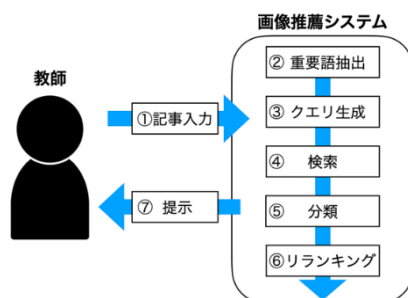 画像推薦システム
教師
①記事入力
② 重要語抽出
③ クエリ生成
④ 検索
⑤ 分類
⑥リランキング
⑦ 提示